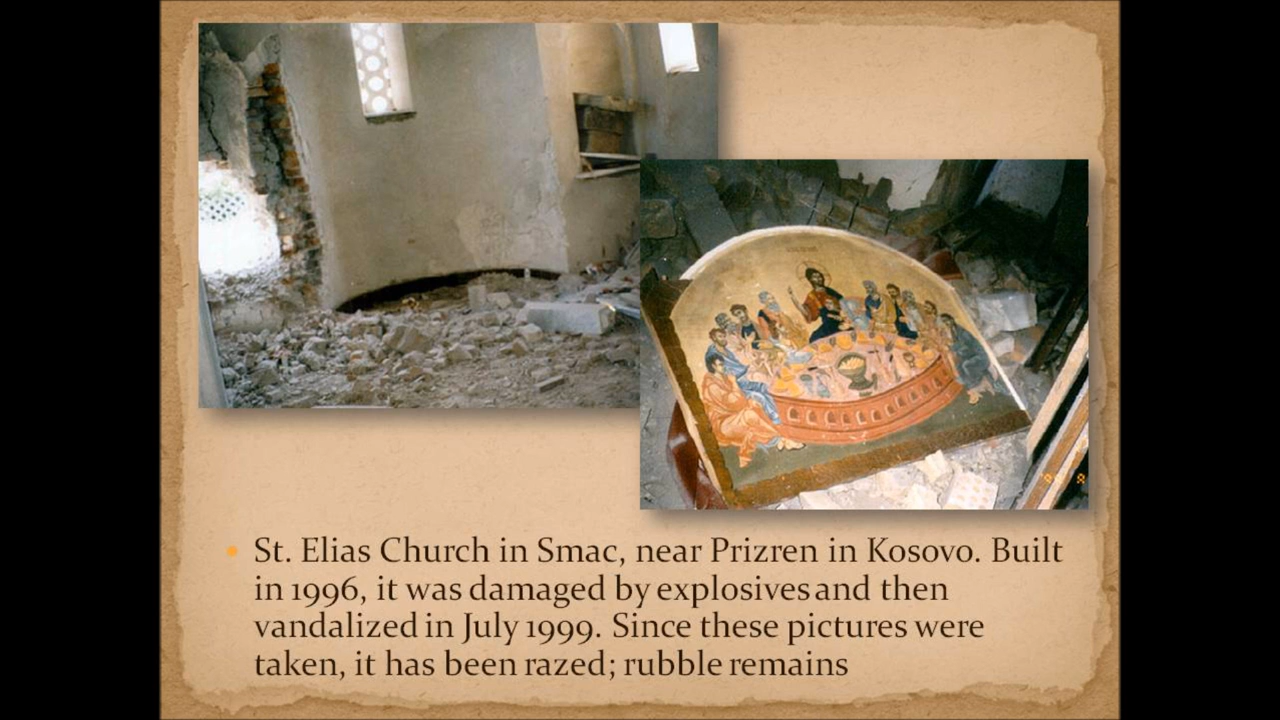 St. Elias Church in Smac, near Prizren in Kosovo. Built
in 1996, it was damaged by explosives and then
vandalized in July 1999. Since these pictures were
taken, it has been razed; rubble remains